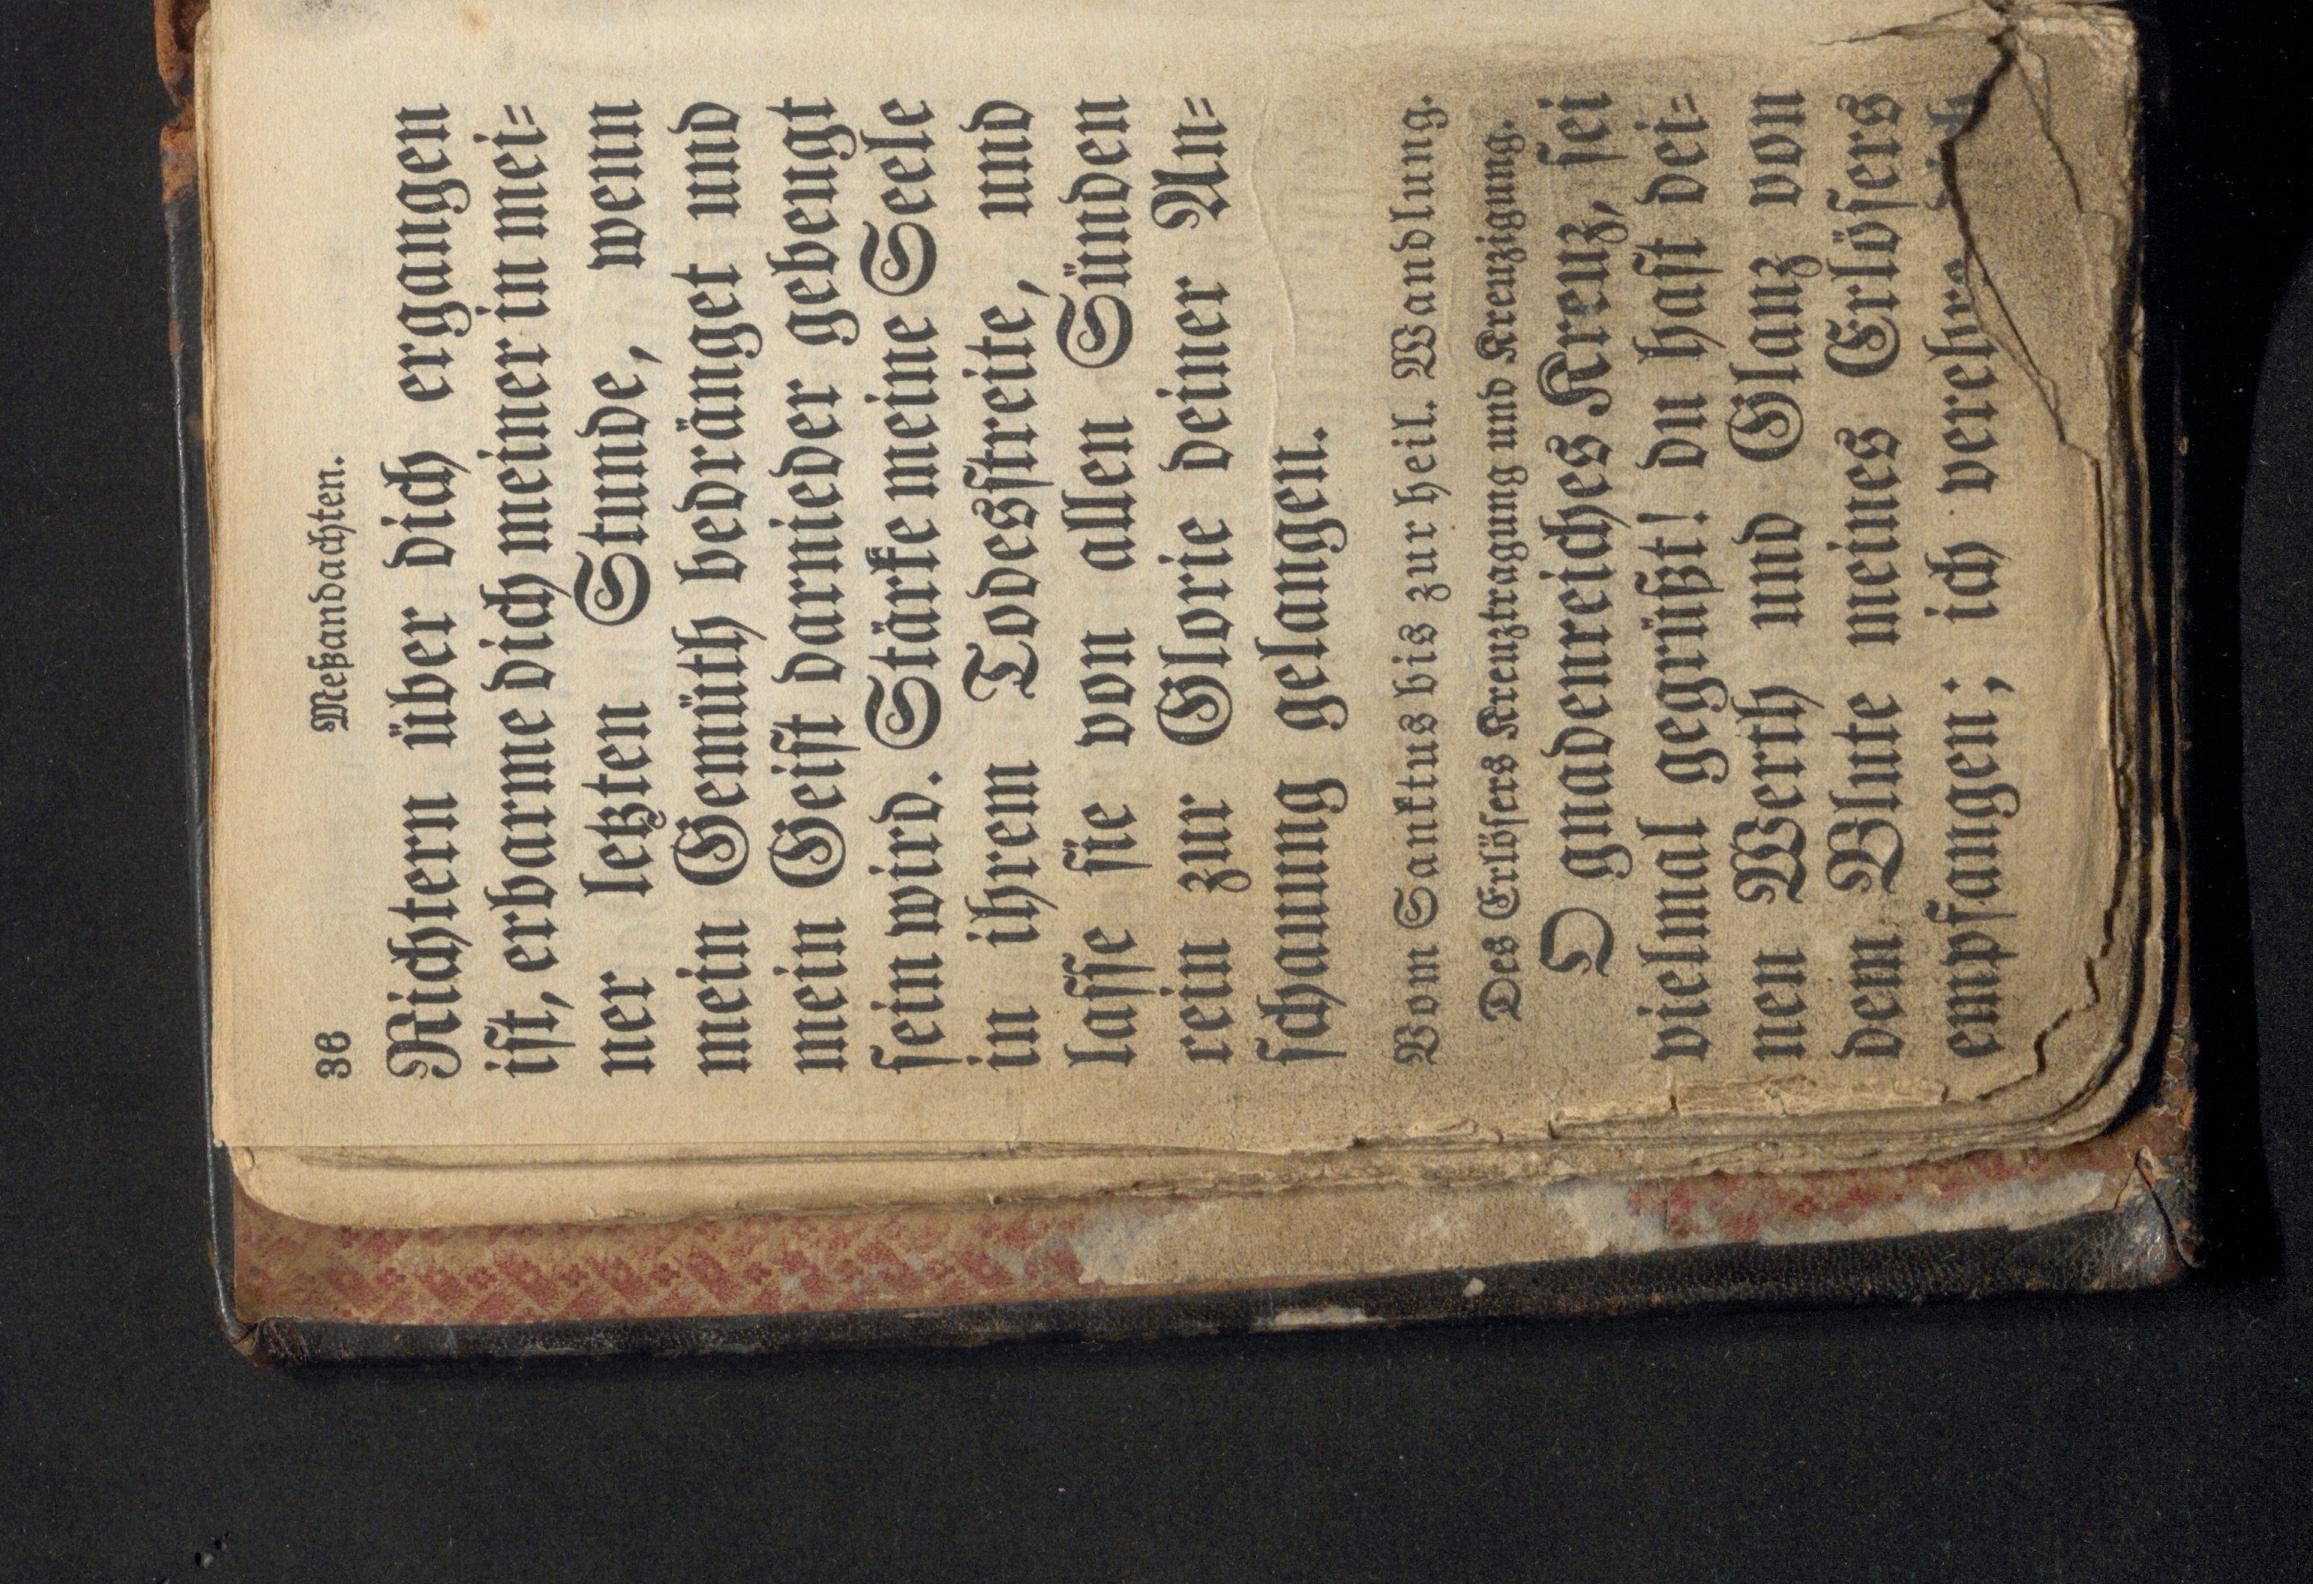 36 Meßandachten.
Richtern über dich ergangen
ist, erbarme dich meiner in mei=
ner letzten Stunde, wenn
mein Gemüth bedränget und
mein Geist darnieder gebeugt
sein wird. Stärke meine Seele
in ihrem Todesstreite, und
lasse sie von allen Sünden
rein zur Glorie deiner An=
schauung gelangen.
Vom Sanktus bis zur heil. Wandlung.
Des Erlösers Kreuztragung und Kreuzigung.
O gnadenreiches Kreuz, sei
vielmal gegrüßt! du hast dei=
nen Werth und Glanz von
dem Blute meines Erlösers
empfangen; ich verehre